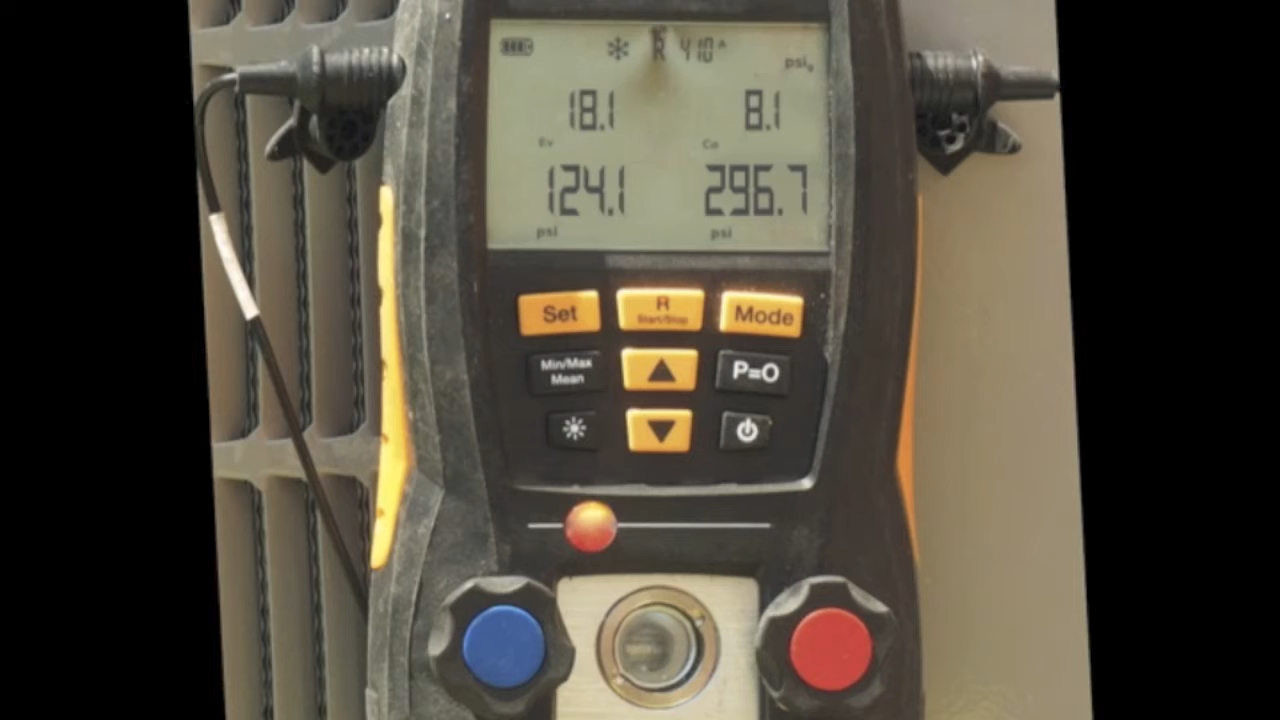 R 410A
psig
18.1 8.1
Ev Co
124.1 296.7
psi psi
Set R Mode
Start/Stop
Min/Max P=O
Mean